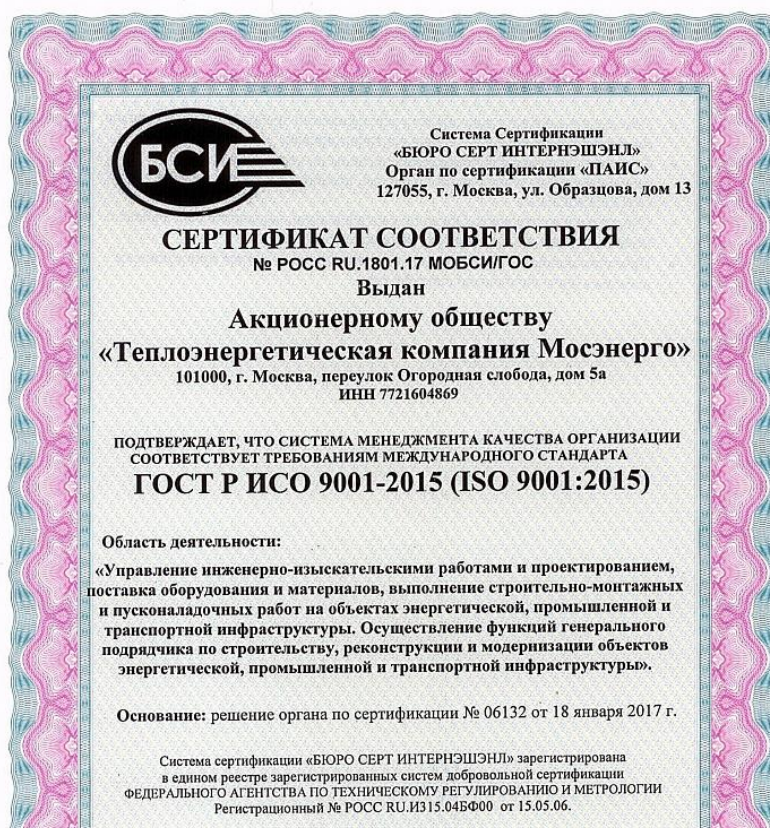 БСИ
Система Сертификации
«БЮРО СЕРТ ИНТЕРНЭШЭНЛ»
Орган по сертификации «ПАИС»
127055, г. Москва, ул. Образцова, дом 13
СЕРТИФИКАТ СООТВЕТСТВИЯ
№ РОСС RU.1801.17 МОБСИ/ГОС
Выдан
Акционерному обществу
«Теплоэнергетическая компания Мосэнерго»
101000, г. Москва, переулок Огородная слобода, дом 5а
ИНН 7721604869
ПОДТВЕРЖДАЕТ, ЧТО СИСТЕМА МЕНЕДЖМЕНТА КАЧЕСТВА ОРГАНИЗАЦИИ
СООТВЕТСТВУЕТ ТРЕБОВАНИЯМ МЕЖДУНАРОДНОГО СТАНДАРТА
ГОСТ Р ИСО 9001-2015 (ISO 9001:2015)
Область деятельности:
«Управление инженерно-изыскательскими работами и проектированием,
поставка оборудования и материалов, выполнение строительно-монтажных
и пусконаладочных работ на объектах энергетической, промышленной и
транспортной инфраструктуры. Осуществление функций генерального
подрядчика по строительству, реконструкции и модернизации объектов
энергетической, промышленной и транспортной инфраструктуры».
Основание: решение органа по сертификации № 06132 от 18 января 2017 г.
Система сертификации «БЮРО СЕРТ ИНТЕРНЭШЭНЛ» зарегистрирована
в едином реестре зарегистрированных систем добровольной сертификации
ФЕДЕРАЛЬНОГО АГЕНТСТВА ПО ТЕХНИЧЕСКОМУ РЕГУЛИРОВАНИЮ И МЕТРОЛОГИИ
Регистрационный № РОСС RU.И315.04БФ00 от 15.05.06.